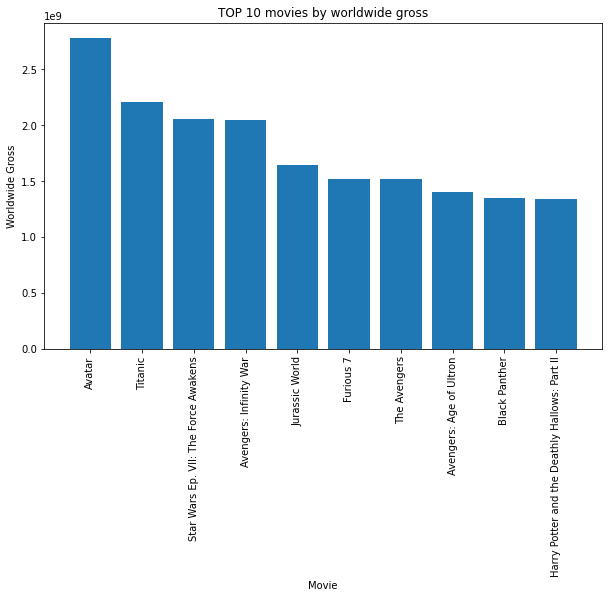 TOP 10 movies by worldwide gross
1e9
2.5
2.0
1.5
1.0
0.5
0.0
Worldwide Gross
Avatar
Titanic
Star Wars Ep. VII: The Force Awakens
Avengers: Infinity War
Jurassic World
Furious 7
The Avengers
Avengers: Age of Ultron
Black Panther
Harry Potter and the Deathly Hallows: Part II
Movie